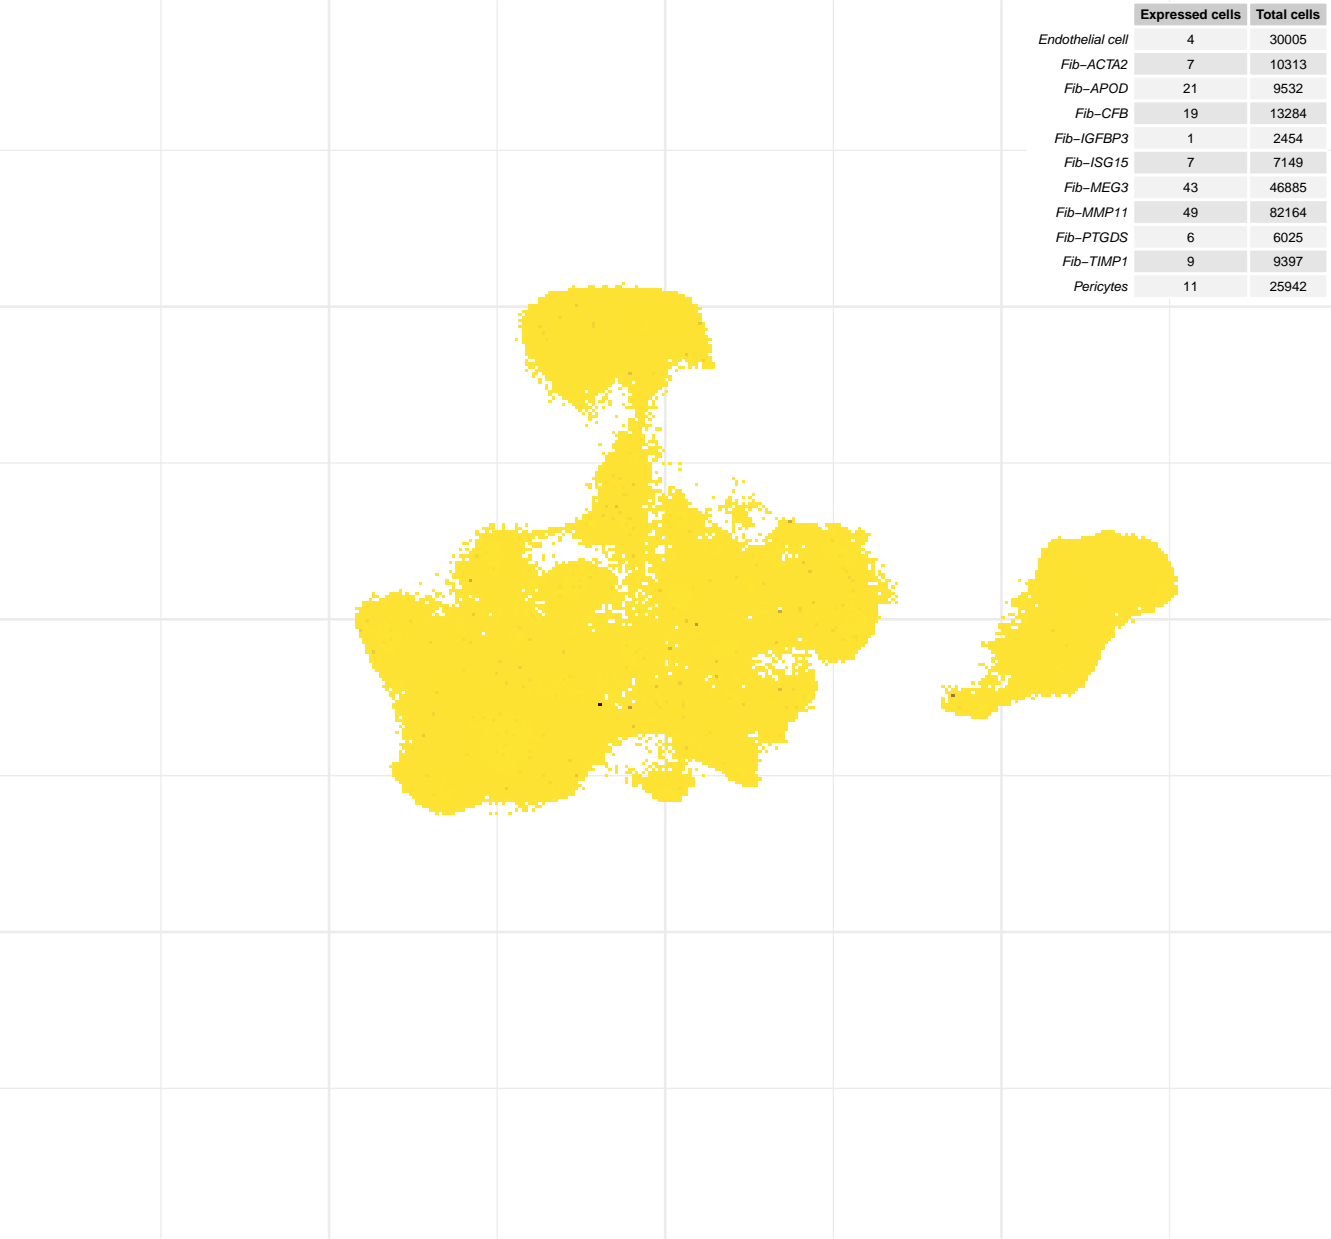 Expressed cells Total cells
Endothelial cell 4 30005
Fib−ACTA2 7 10313
Fib−APOD 21 9532
Fib−CFB 19 13284
Fib−IGFBP3 1 2454
Fib−ISG15 7 7149
Fib−MEG3 43 46885
Fib−MMP11 49 82164
Fib−PTGDS 6 6025
Fib−TIMP1 9 9397
Pericytes 11 25942